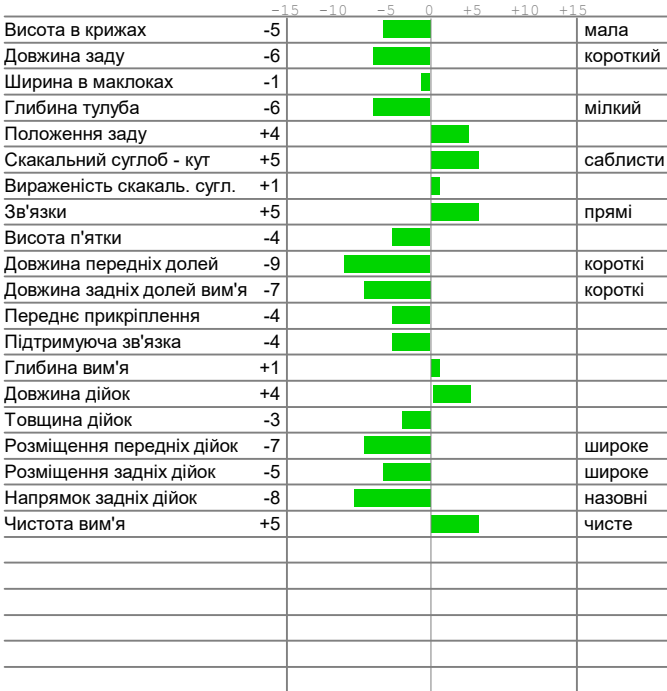 -15 -10 -5 0 +5 +10 +15
Висота в крижах -5 мала
Довжина заду -6 короткий
Ширина в маклоках -1
Глибина тулуба -6 мілкий
Положення заду +4
Скакальний суглоб - кут +5 саблисти
Вираженість скакаль. сугл. +1
Зв'язки +5 прямі
Висота п'ятки -4
Довжина передніх долей -9 короткі
Довжина задніх долей вим'я -7 короткі
Переднє прикріплення -4
Підтримуюча зв'язка -4
Глибина вим'я +1
Довжина дійок +4
Товщина дійок -3
Розміщення передніх дійок -7 широке
Розміщення задніх дійок -5 широке
Напрямок задніх дійок -8 назовні
Чистота вим'я +5 чисте